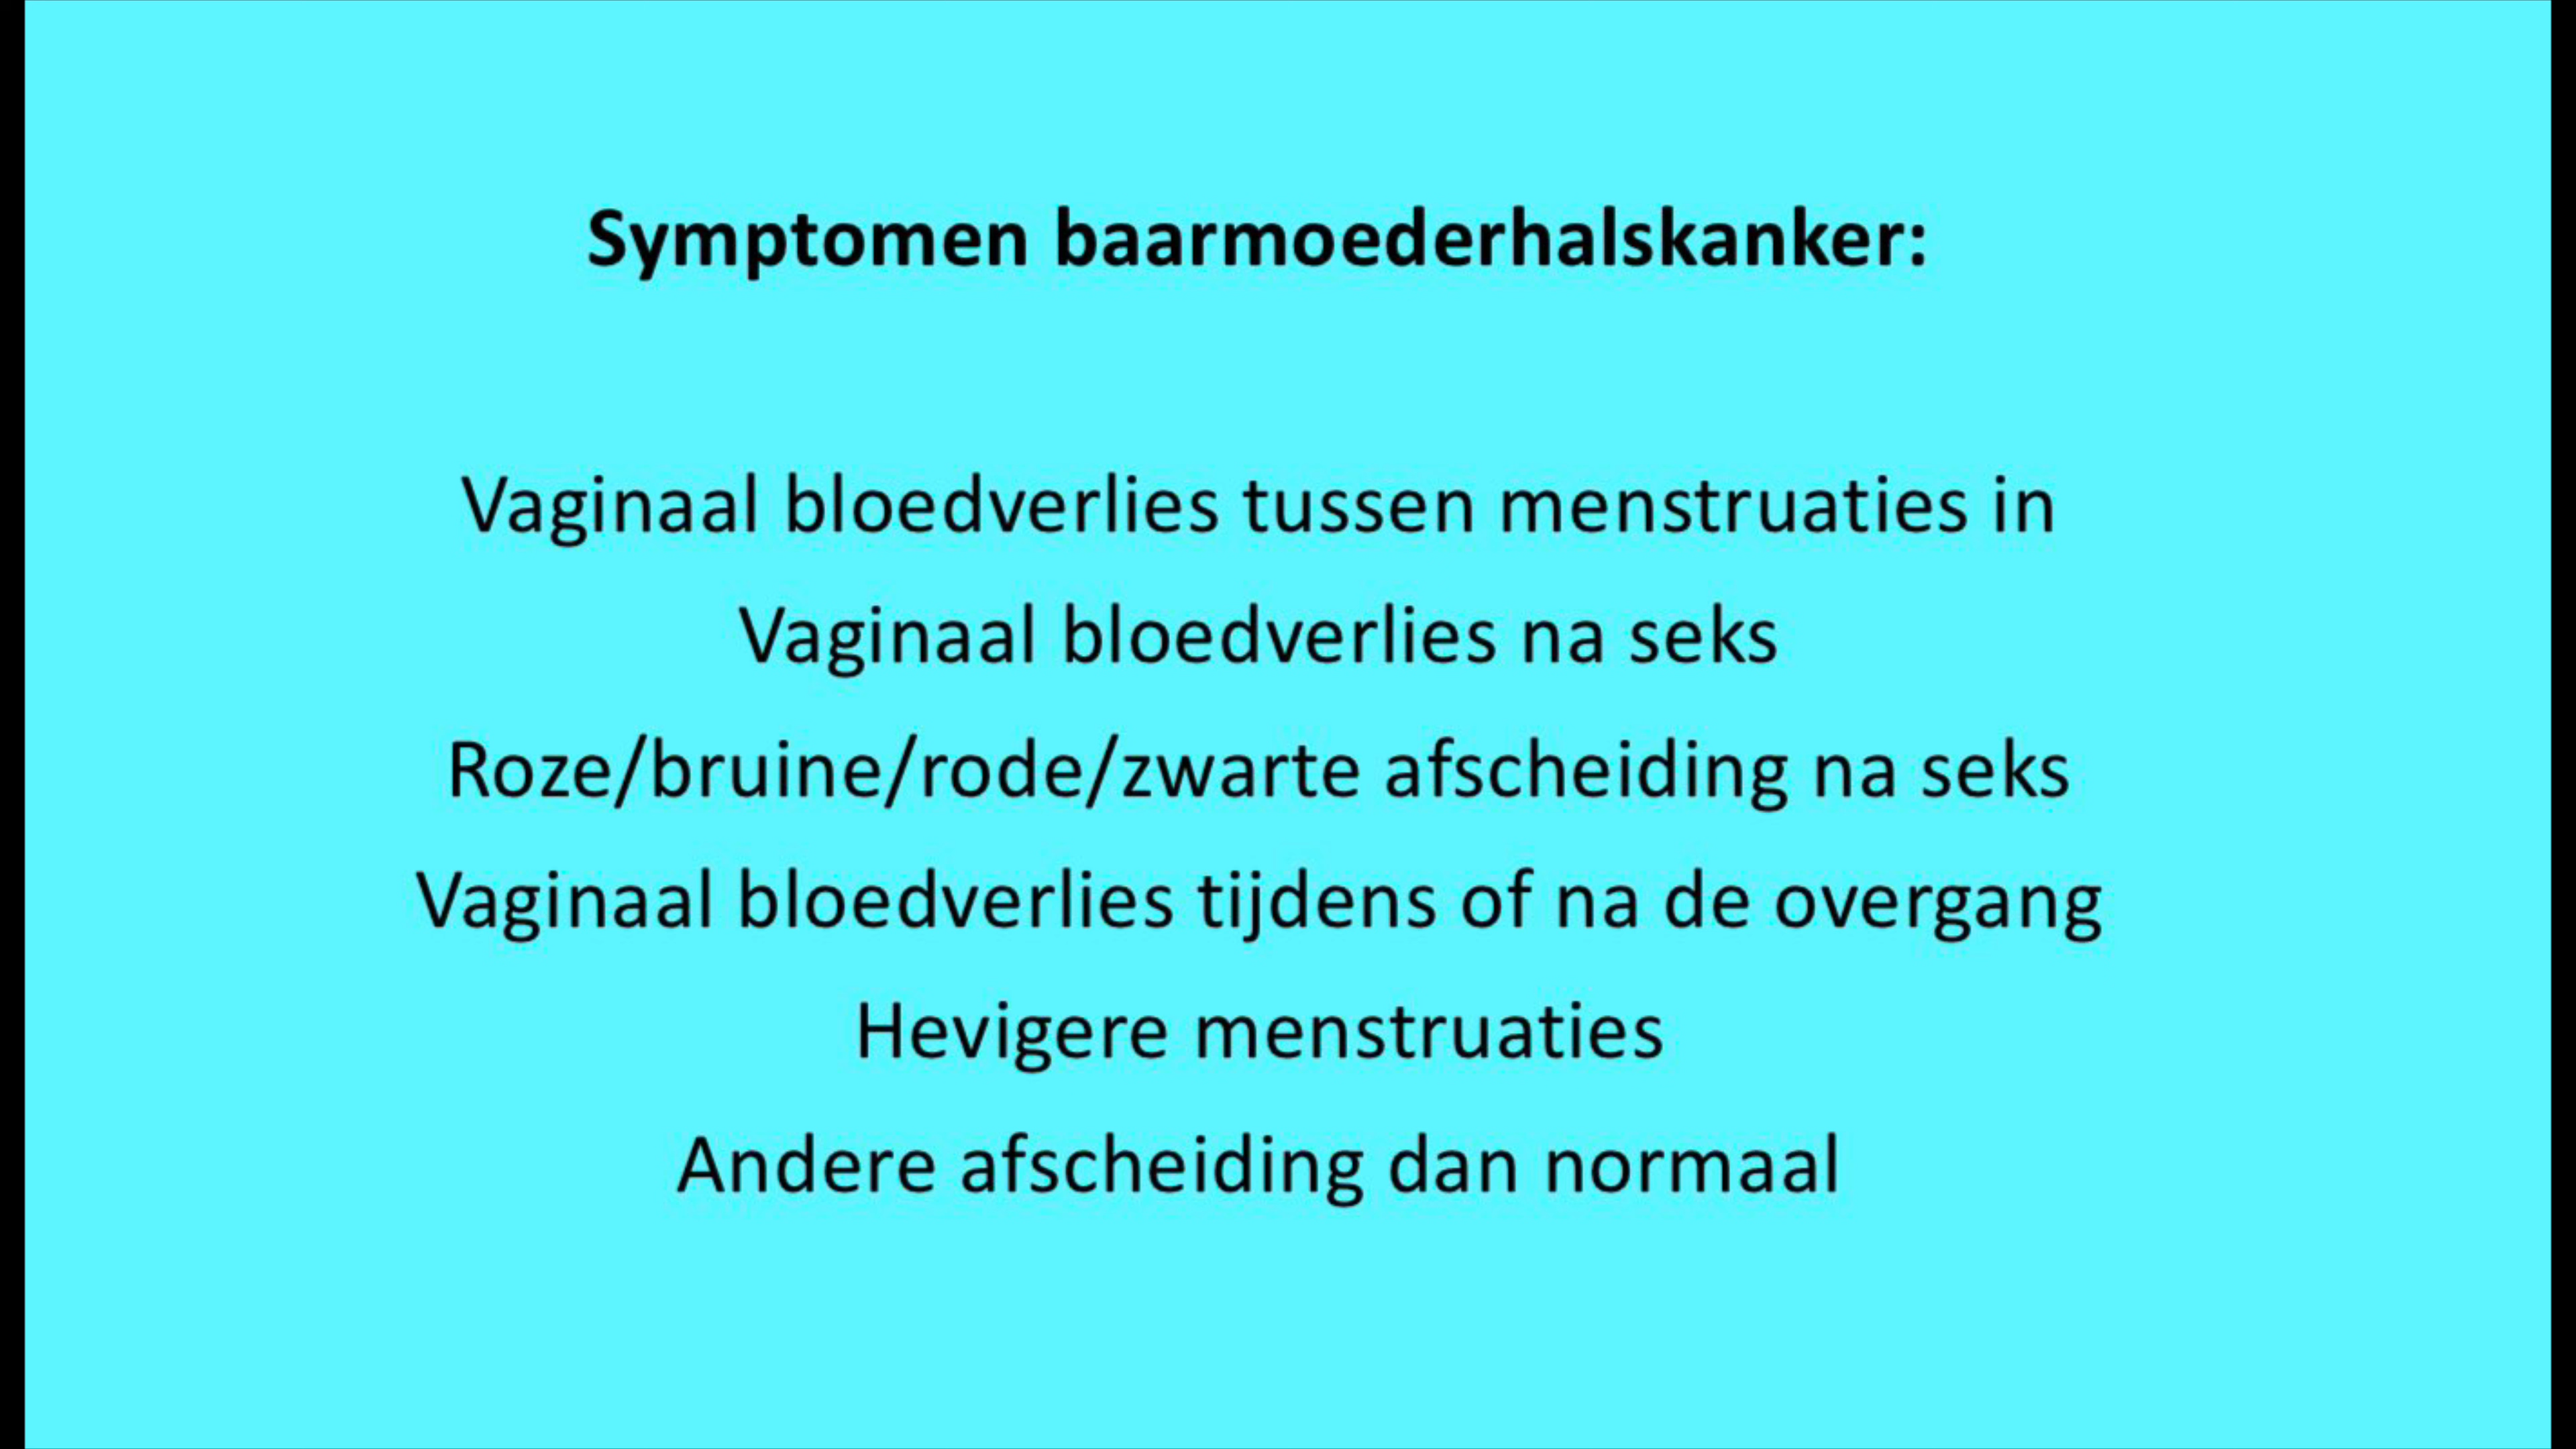 Symptomen baarmoederhalskanker:
Vaginaal bloedverlies tussen menstruaties in
Vaginaal bloedverlies na seks
Roze/bruine/rode/zwarte afscheiding na seks
Vaginaal bloedverlies tijdens of na de overgang
Hevigere menstruaties
Andere afscheiding dan normaal